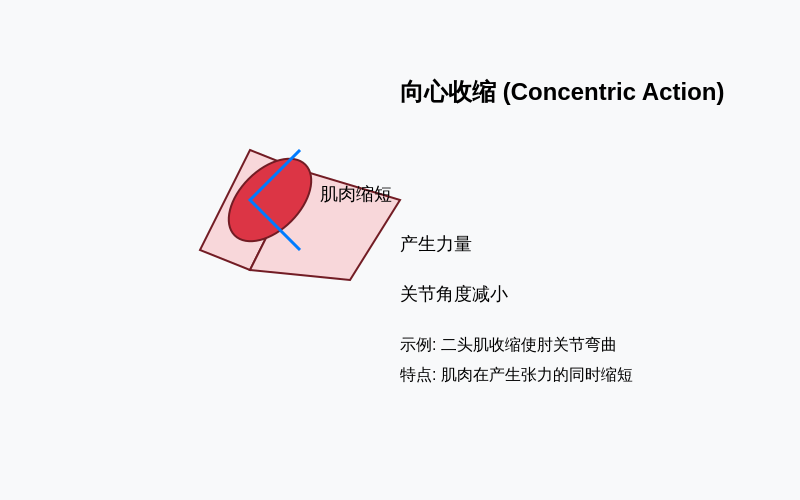 向心收缩 (Concentric Action)
肌肉缩短
产生力量
关节角度减小
示例: 二头肌收缩使肘关节弯曲
特点: 肌肉在产生张力的同时缩短